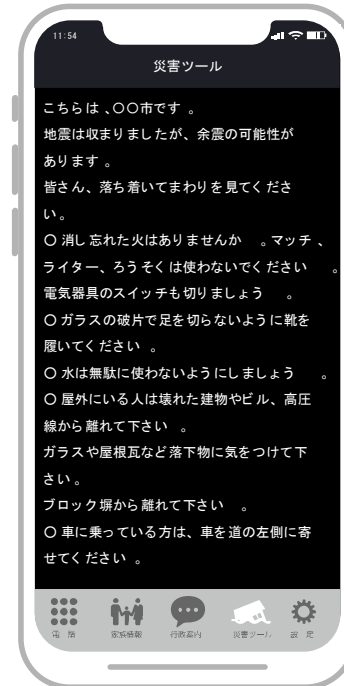 11:54
災害ツール
こちらは、〇〇市です。
地震は収まりましたが、余震の可能性が
あります。
皆さん、落ち着いてまわりを見てくださ
い。
〇消し忘れた火はありませんか。マッチ、
ライター、ろうそくは使わないでください。
電気器具のスイッチも切りましょう。
〇ガラスの破片で足を切らないように靴を
履いてください。
〇水は無駄に使わないようにしましょう。
〇屋外にいる人は壊れた建物やビル、高圧
線から離れて下さい。
ガラスや屋根瓦など落下物に気をつけて下
さい。
ブロック塀から離れて下さい。
〇車に乗っている方は、車を道の左側に寄
せてください。
電話 家族情報 行政案内 災害ツール 設定